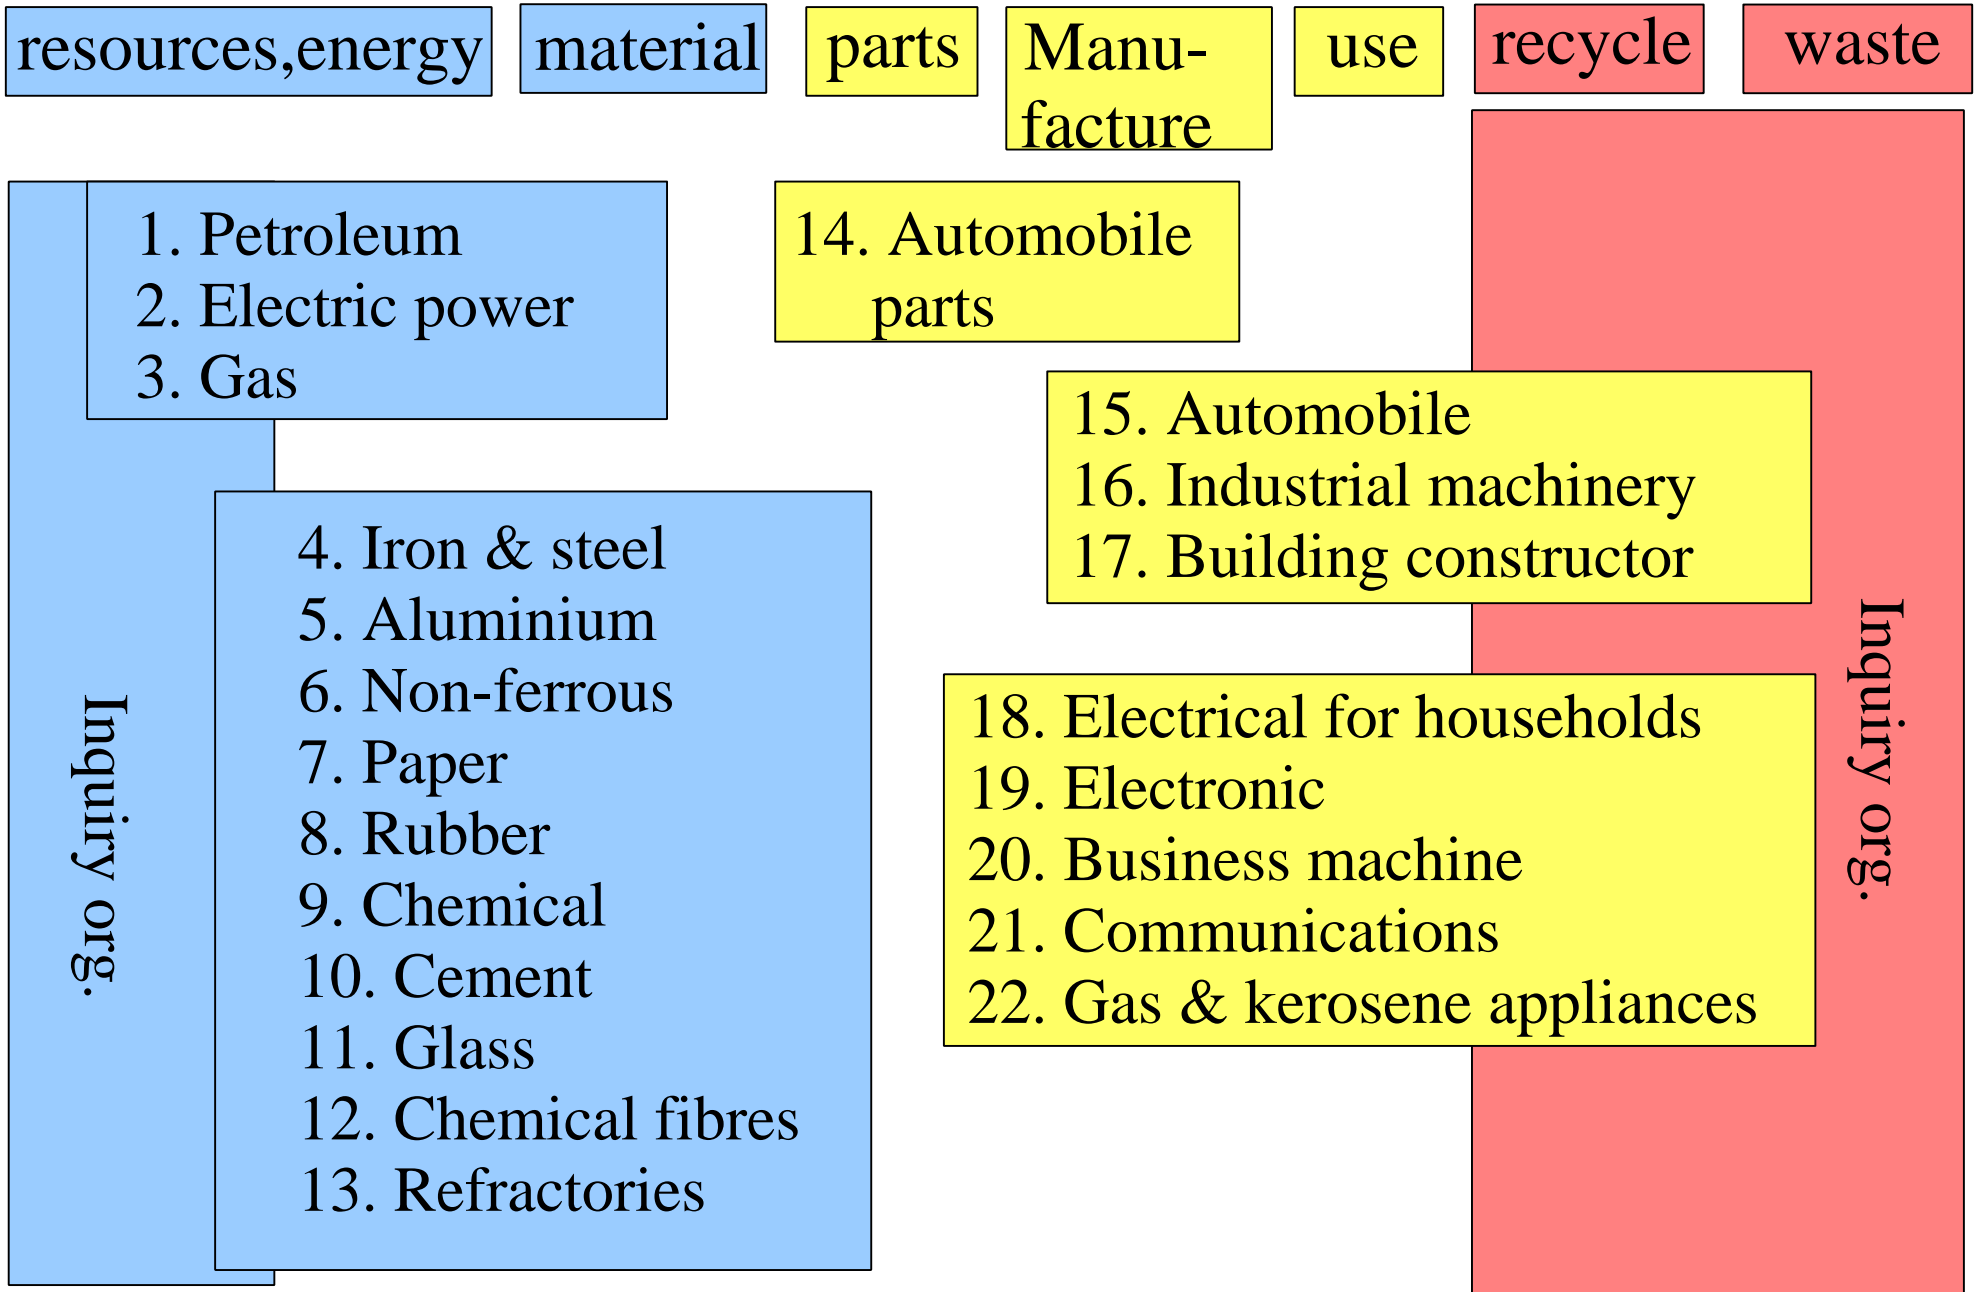 resources,energy
material
parts
Manu-
facture
use
recycle
waste
1. Petroleum
2. Electric power
3. Gas
Inquiry org.
4. Iron & steel
5. Aluminium
6. Non-ferrous
7. Paper
8. Rubber
9. Chemical
10. Cement
11. Glass
12. Chemical fibres
13. Refractories
14. Automobile
parts
15. Automobile
16. Industrial machinery
17. Building constructor
18. Electrical for households
19. Electronic
20. Business machine
21. Communications
22. Gas & kerosene appliances
Inquiry org.